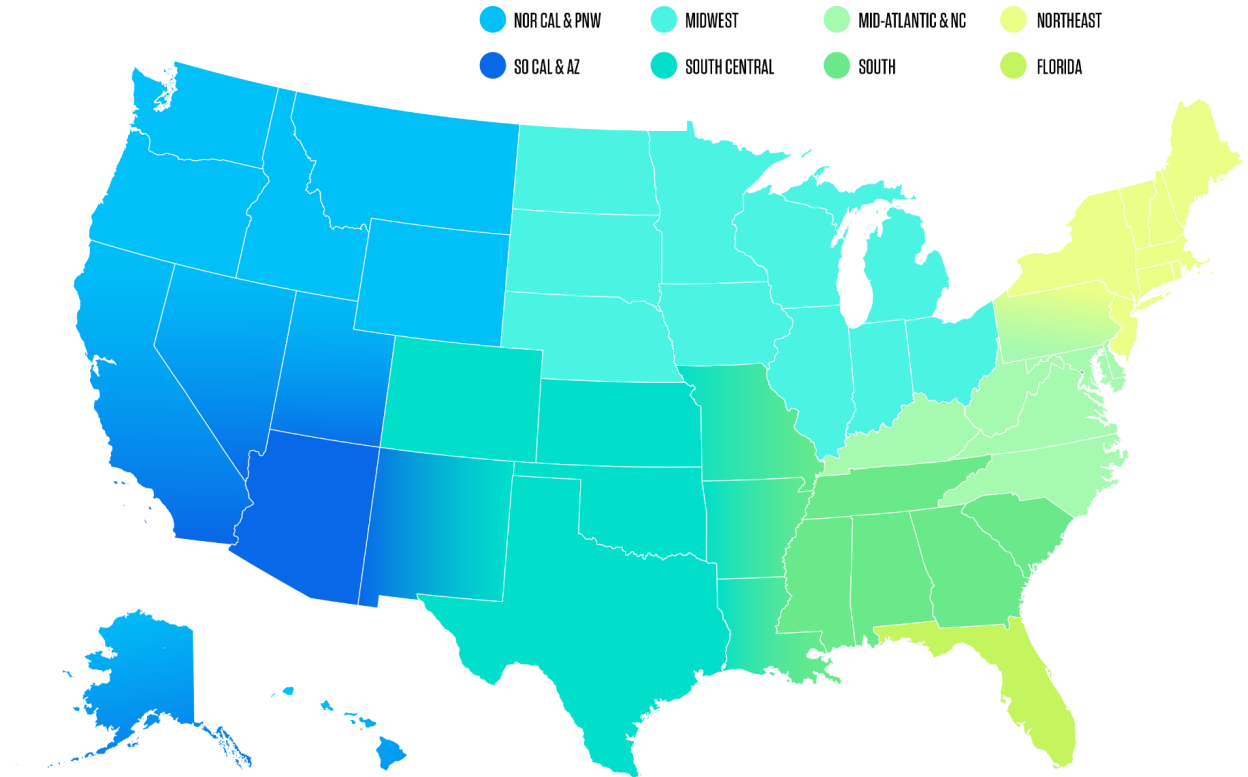 NOR CAL & PNW
MIDWEST
MID-ATLANTIC & NC
NORTHEAST
SO CAL & AZ
SOUTH CENTRAL
SOUTH
FLORIDA